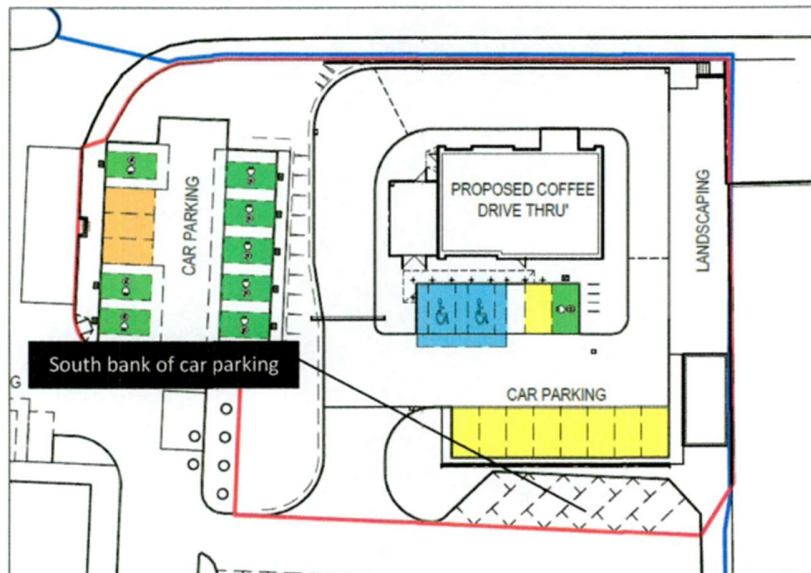 CAR PARKING
PROPOSED COFFEE
DRIVE THRU'
LANDSCAPING
South bank of car parking
G
CAR PARKING